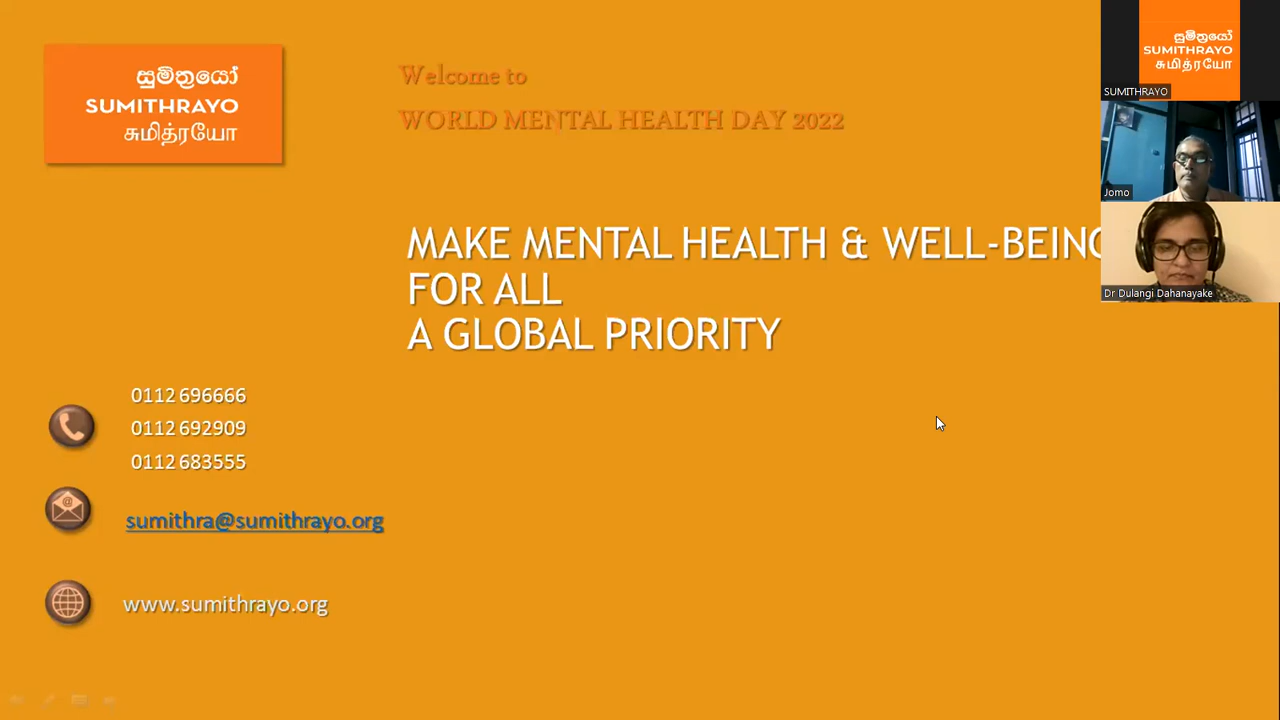 සුමිත්‍රයෝ
SUMITHRAYO
சுமித்ரயோ
Welcome to
WORLD MENTAL HEALTH DAY 2022
MAKE MENTAL HEALTH & WELL-BEING
FOR ALL
A GLOBAL PRIORITY
0112 696666
0112 692909
0112 683555
sumithra@sumithrayo.org
www.sumithrayo.org
සුමිත්‍රයෝ
SUMITHRAYO
சுமித்ரயோ
SUMITHRAYO
Jomo
Dr Dulangi Dahanayake